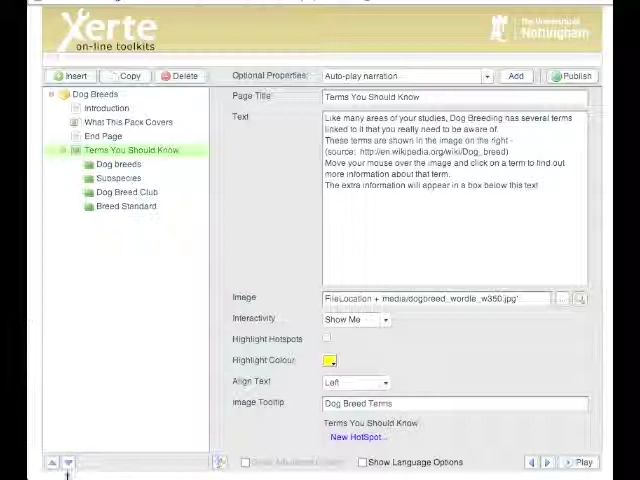 Xerte
on-line toolkits
The University of
Nottingham
Insert Copy Delete Optional Properties: Auto-play narration Add Publish
Dog Breeds
Introduction
What This Pack Covers
End Page
Terms You Should Know
Dog breeds
Subspecies
Dog Breed Club
Breed Standard
Page Title: Terms You Should Know
Text
Like many areas of your studies, Dog Breeding has several terms
linked to it that you really need to be aware of.
These terms are shown in the image on the right -
(source: http://en.wikipedia.org/wiki/Dog_breed)
Move your mouse over the image and click on a term to find out
more information about that term.
The extra information will appear in a box below this text
Image FileLocation + 'media/dogbreed_wordle_w350.jpg' ...
Interactivity Show Me
Highlight Hotspots
Highlight Colour:
Align Text Left
Image Tooltip Dog Breed Terms
Terms You Should Know
New HotSpot...
Show Language Options Play